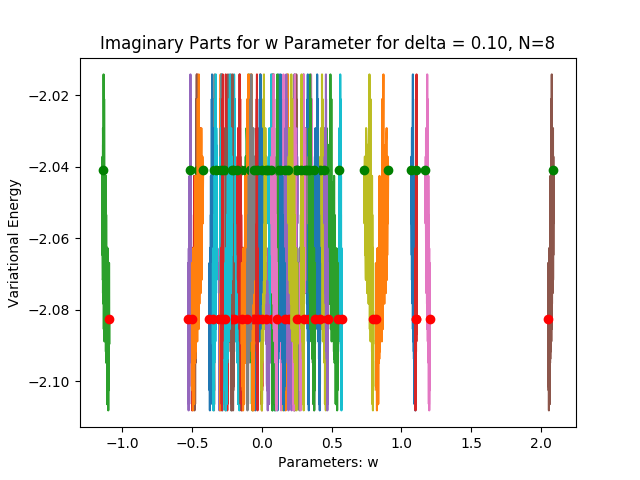 Imaginary Parts for w Parameter for delta = 0.10, N=8
Variational Energy
−2.02
−2.04
−2.06
−2.08
−2.10
−1.0 −0.5 0.0 0.5 1.0 1.5 2.0
Parameters: w